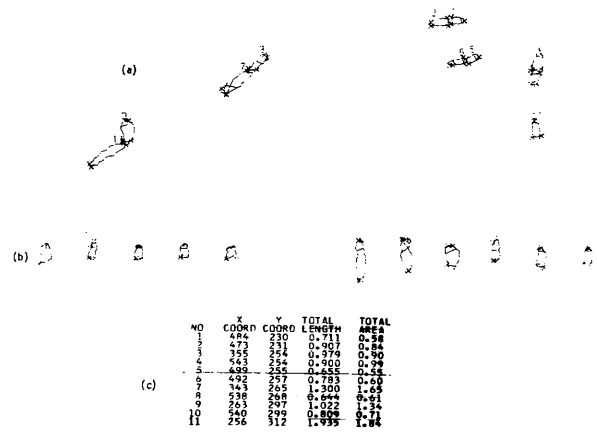 (a)
7
6 5
(b)
X Y TOTAL TOTAL
NO COORD COORD LENGTH AREA
1 484 230 0.711 0.58
2 473 231 0.907 0.84
3 355 254 0.979 0.90
4 543 254 0.900 0.99
5 499 255 0.655 0.55
6 492 257 0.783 0.60
(c)
7 343 265 1.300 1.65
8 538 268 0.644 0.61
9 263 297 1.022 1.34
10 540 299 0.809 0.71
11 256 312 1.935 1.84